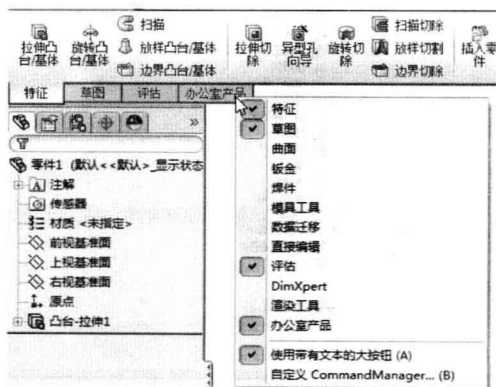 拉伸凸台/基体
旋转凸台/基体
扫描
放样凸台/基体
边界凸台/基体
拉伸切除
异型孔向导
旋转切除
扫描切除
放样切割
边界切除
插入零件
特征
草图
评估
办公室产品
»
零件1 (默认<<默认>_显示状态
注解
传感器
材质 <未指定>
前视基准面
上视基准面
右视基准面
原点
凸台-拉伸1
特征
草图
曲面
钣金
焊件
模具工具
数据迁移
直接编辑
评估
DimXpert
渲染工具
办公室产品
使用带有文本的大按钮 (A)
自定义 CommandManager... (B)